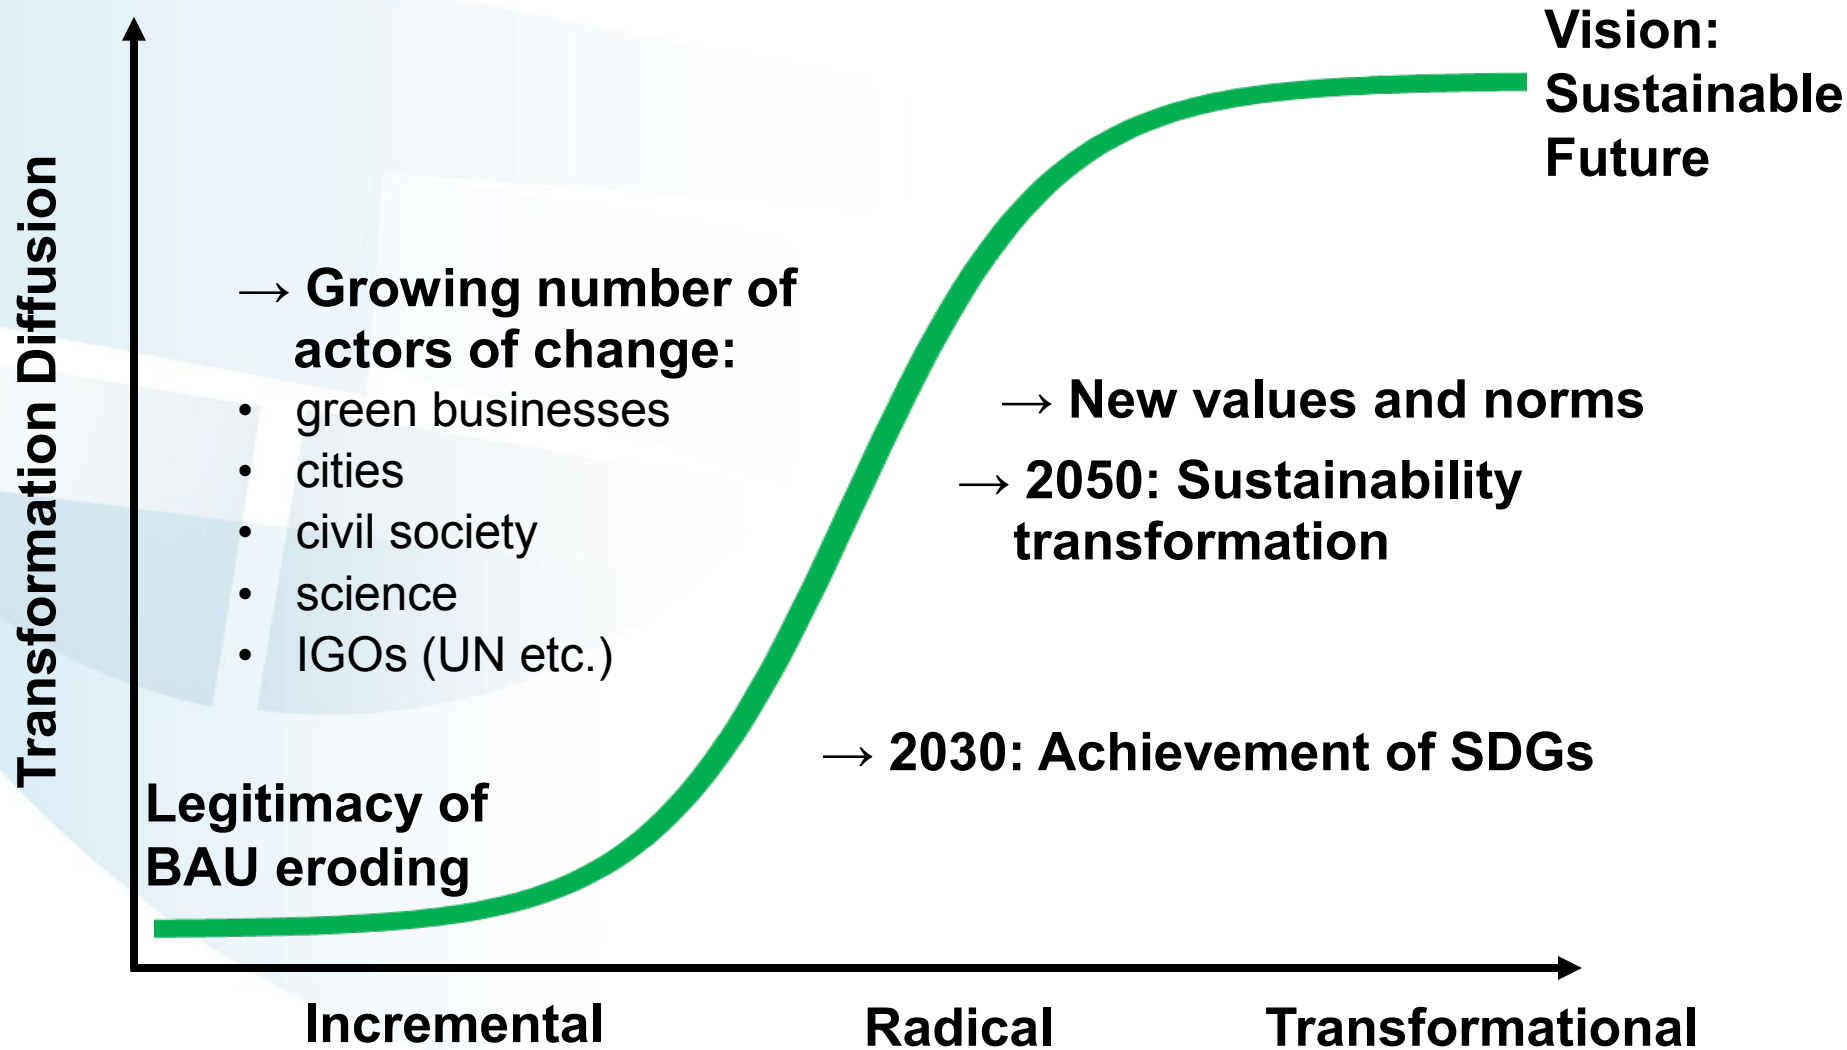 Vision:
Sustainable
Future
Transformation Diffusion
→ Growing number of
actors of change:
• green businesses
• cities
• civil society
• science
• IGOs (UN etc.)
→ New values and norms
→ 2050: Sustainability
transformation
→ 2030: Achievement of SDGs
Legitimacy of
BAU eroding
Incremental
Radical
Transformational